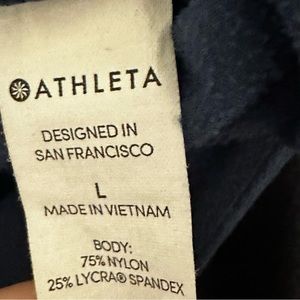 ATHLETA
DESIGNED IN
SAN FRANCISCO
L
MADE IN VIETNAM
BODY:
75% NYLON
25% LYCRA® SPANDEX